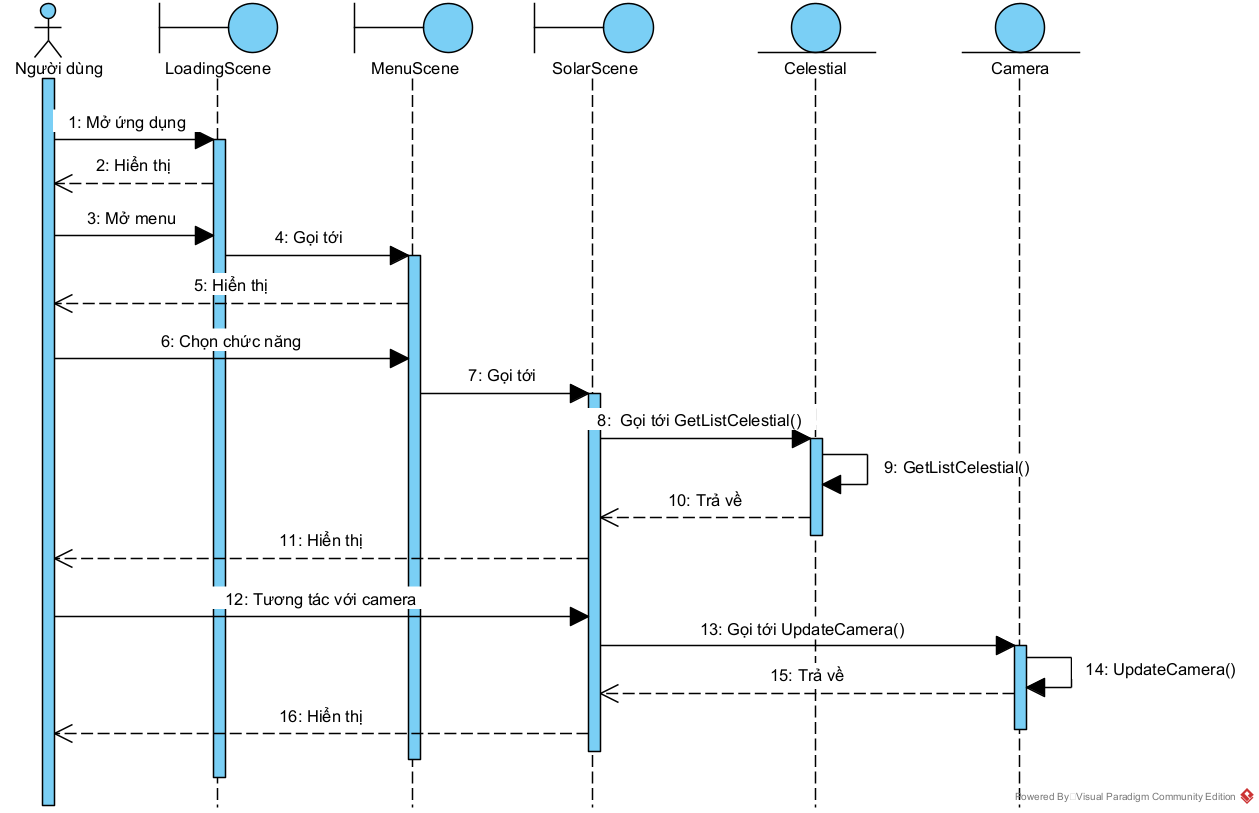 Người dùng
LoadingScene
MenuScene
SolarScene
Celestial
Camera
1: Mở ứng dụng
2: Hiển thị
3: Mở menu
4: Gọi tới
5: Hiển thị
6: Chọn chức năng
7: Gọi tới
8: Gọi tới GetListCelestial()
9: GetListCelestial()
10: Trả về
11: Hiển thị
12: Tương tác với camera
13: Gọi tới UpdateCamera()
14: UpdateCamera()
15: Trả về
16: Hiển thị
Powered By Visual Paradigm Community Edition